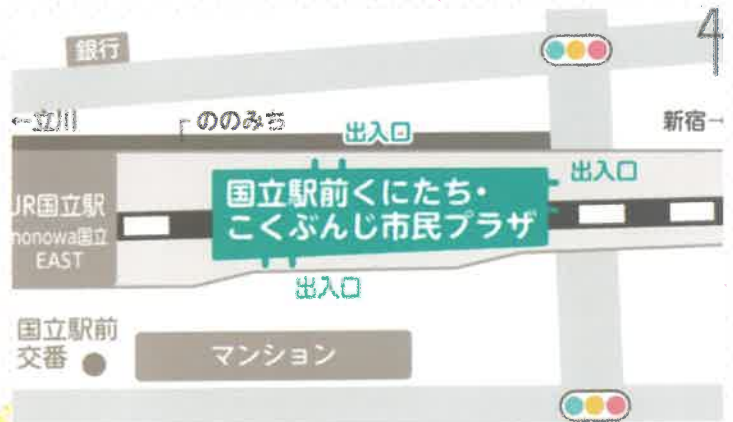 4
銀行
←立川
ののみち
出入口
新宿→
出入口
国立駅前くにたち・
こくぶんじ市民プラザ
JR国立駅
nonowa国立
EAST
出入口
国立駅前
交番
マンション